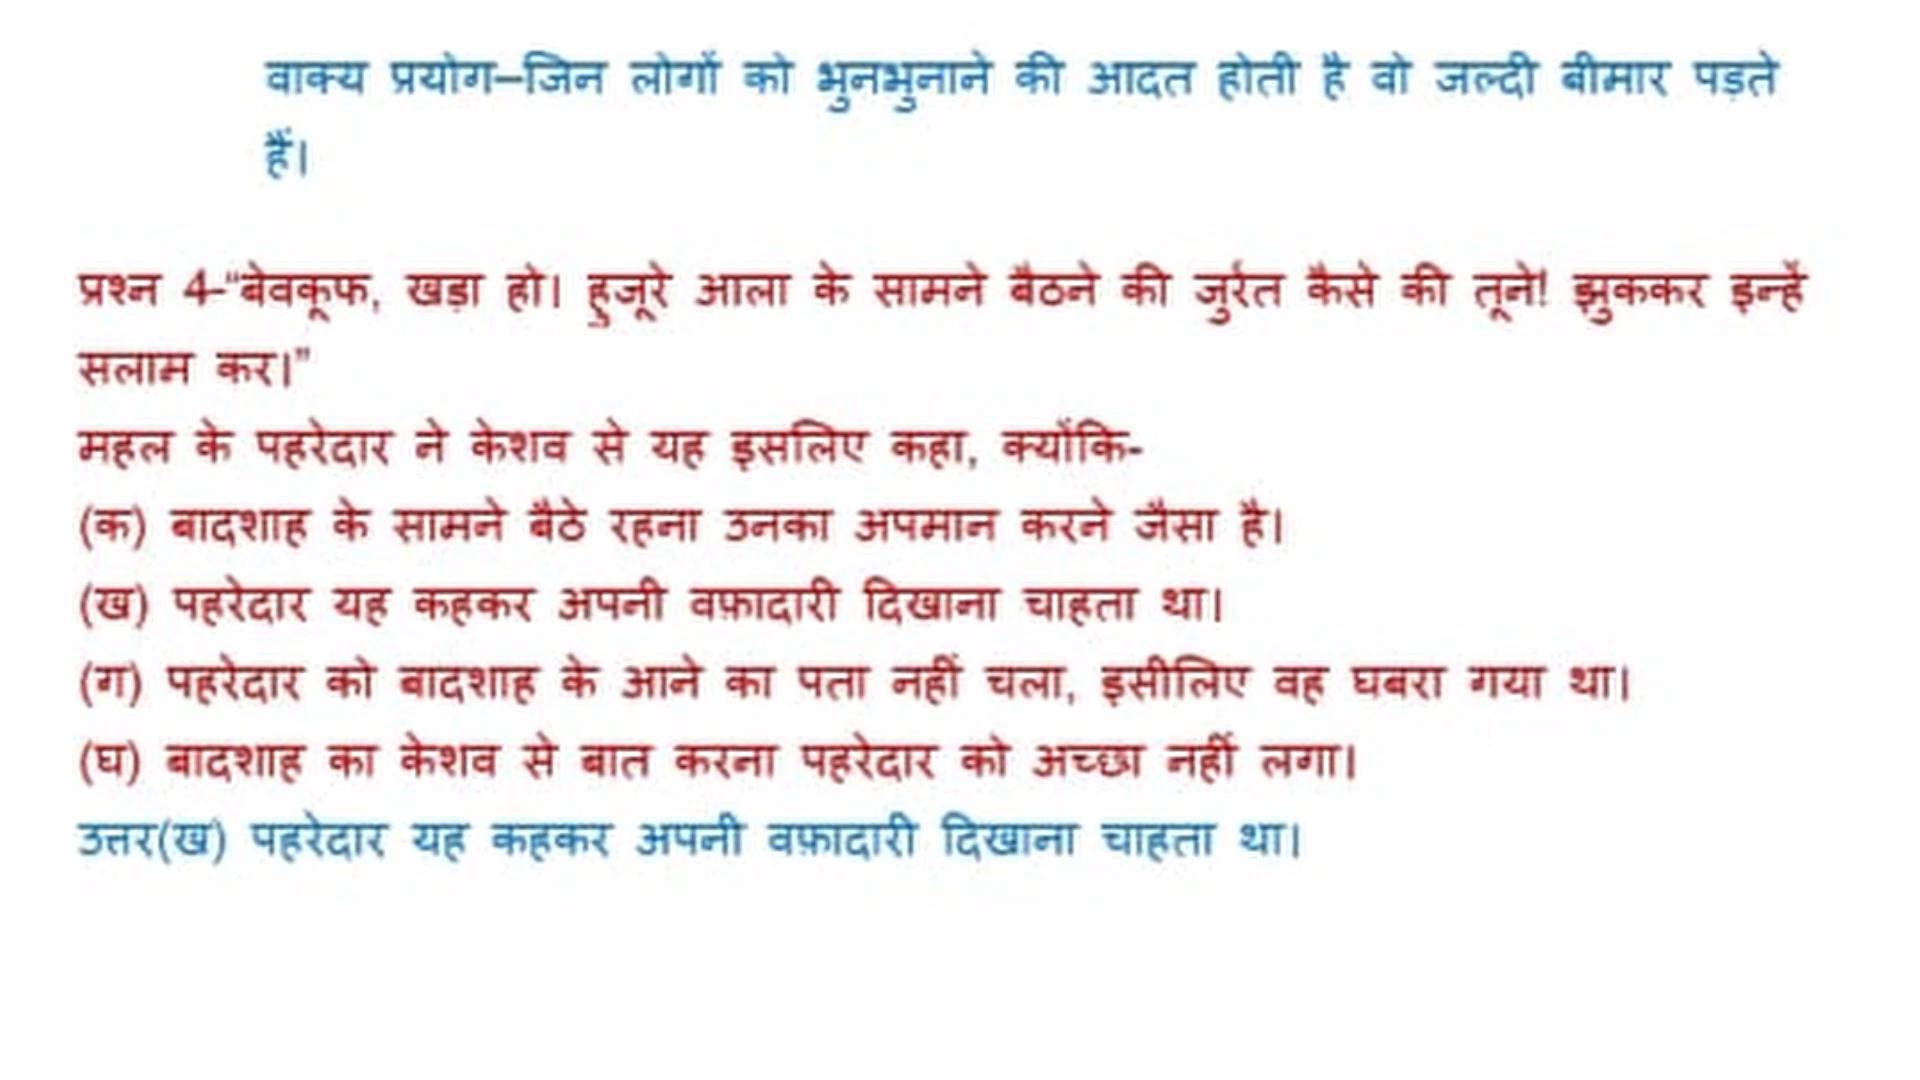 वाक्य प्रयोग–जिन लोगों को भुनभुनाने की आदत होती है वो जल्दी बीमार पड़ते
हैं।
प्रश्न 4-“बेवकूफ, खड़ा हो। हुजूरे आला के सामने बैठने की जुर्रत कैसे की तूने! झुककर इन्हें
सलाम कर।”
महल के पहरेदार ने केशव से यह इसलिए कहा, क्योंकि-
(क) बादशाह के सामने बैठे रहना उनका अपमान करने जैसा है।
(ख) पहरेदार यह कहकर अपनी वफ़ादारी दिखाना चाहता था।
(ग) पहरेदार को बादशाह के आने का पता नहीं चला, इसीलिए वह घबरा गया था।
(घ) बादशाह का केशव से बात करना पहरेदार को अच्छा नहीं लगा।
उत्तर(ख) पहरेदार यह कहकर अपनी वफ़ादारी दिखाना चाहता था।